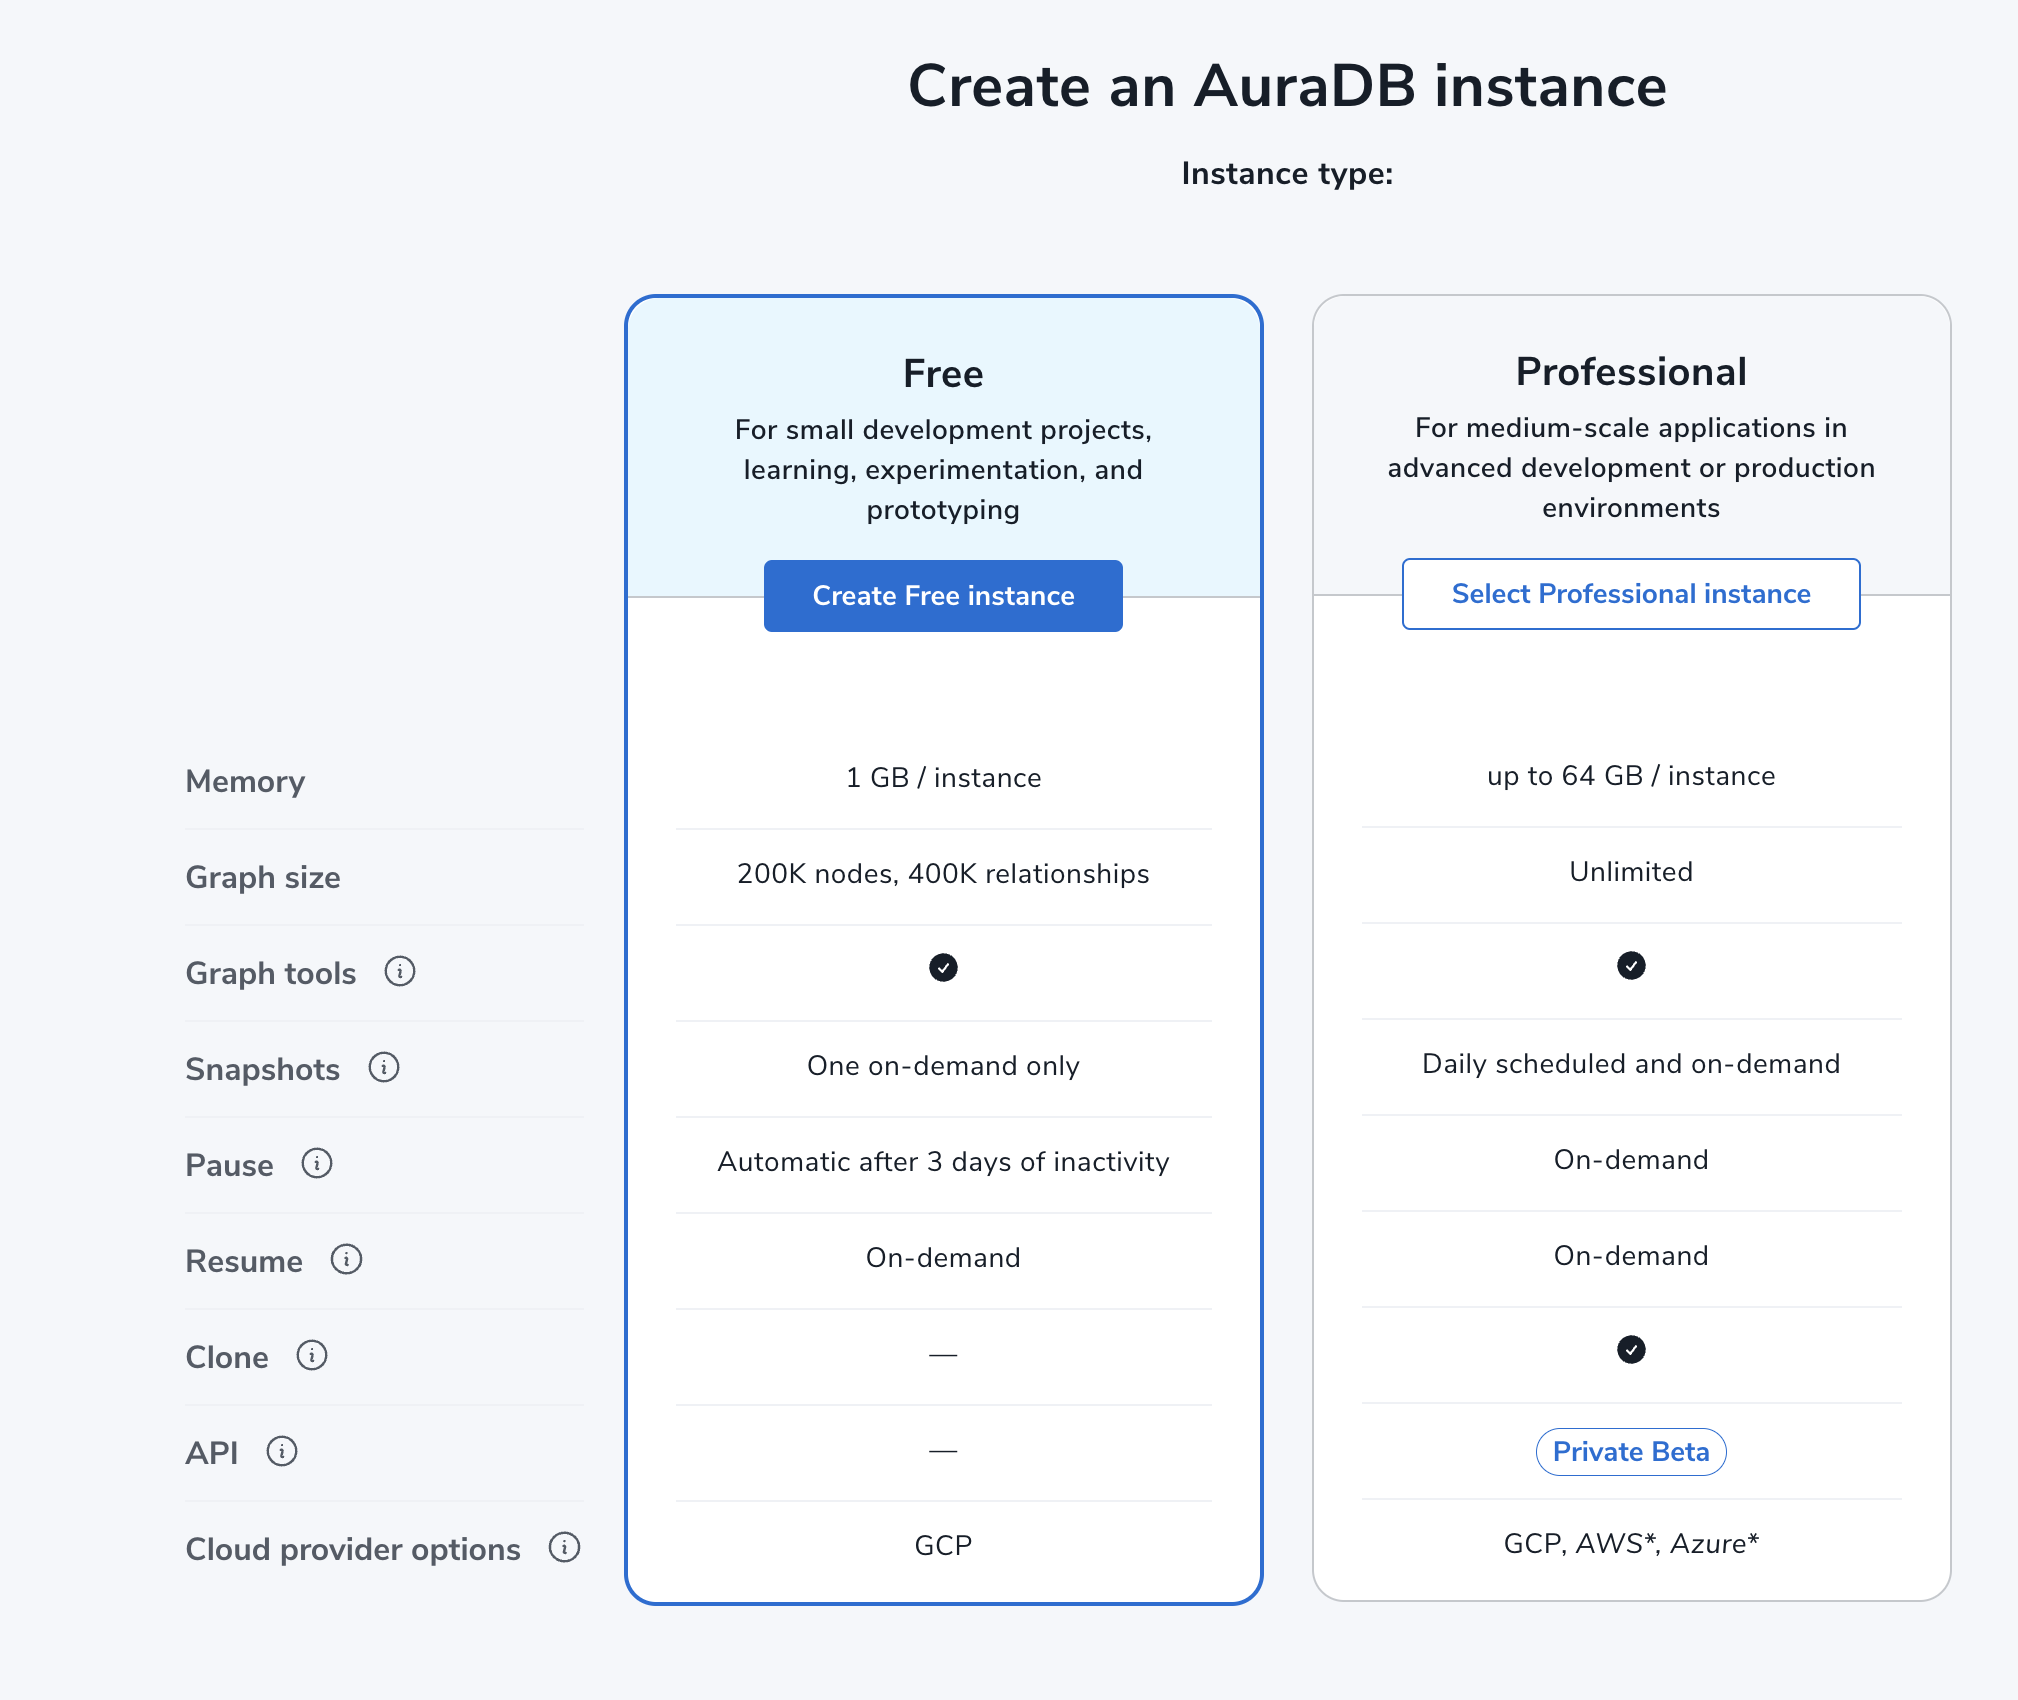 Create an AuraDB instance
Instance type:
Free
For small development projects,
learning, experimentation, and
prototyping
Create Free instance
Professional
For medium-scale applications in
advanced development or production
environments
Select Professional instance
Memory
1 GB / instance
up to 64 GB / instance
Graph size
200K nodes, 400K relationships
Unlimited
Graph tools
Snapshots
One on-demand only
Daily scheduled and on-demand
Pause
Automatic after 3 days of inactivity
On-demand
Resume
On-demand
On-demand
Clone
—
API
—
Private Beta
Cloud provider options
GCP
GCP, AWS*, Azure*